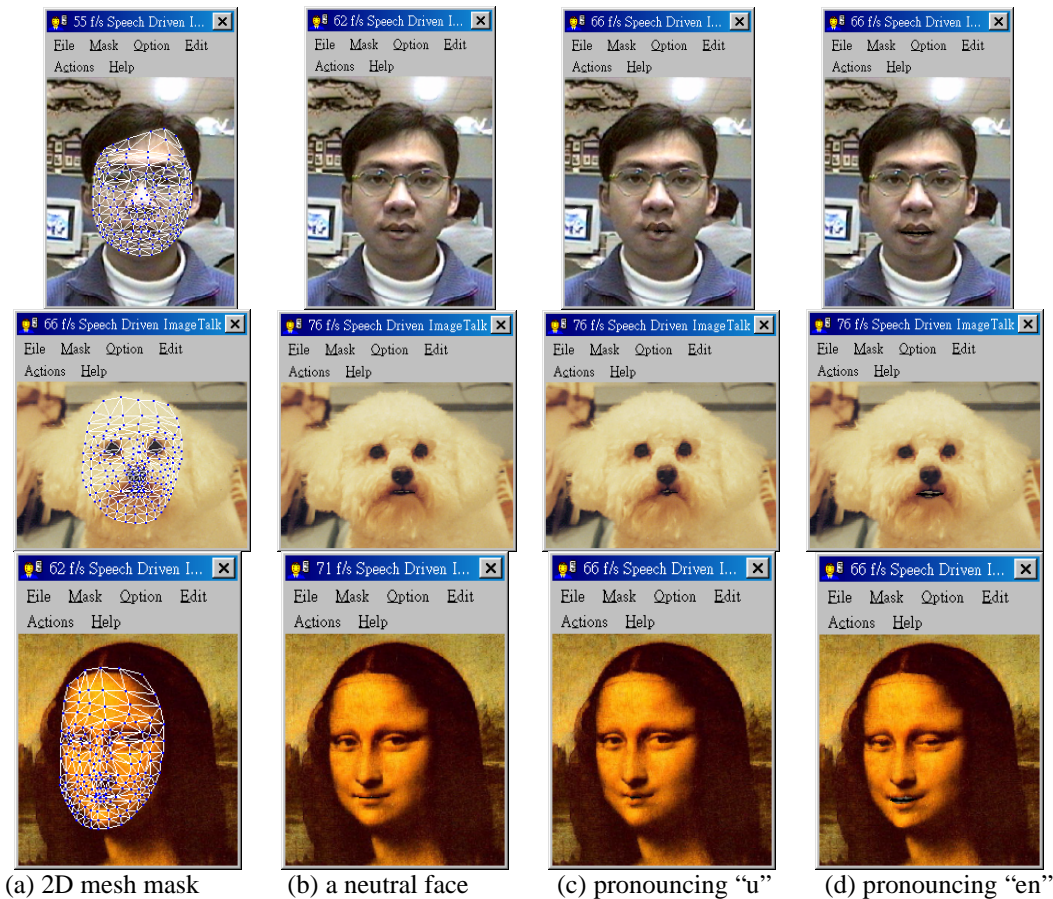 55 f/s Speech Driven I...
File Mask Option Edit
Actions Help
62 f/s Speech Driven I...
File Mask Option Edit
Actions Help
66 f/s Speech Driven I...
File Mask Option Edit
Actions Help
66 f/s Speech Driven I...
File Mask Option Edit
Actions Help
66 f/s Speech Driven ImageTalk
File Mask Option Edit
Actions Help
76 f/s Speech Driven ImageTalk
File Mask Option Edit
Actions Help
76 f/s Speech Driven ImageTalk
File Mask Option Edit
Actions Help
76 f/s Speech Driven ImageTalk
File Mask Option Edit
Actions Help
62 f/s Speech Driven I...
File Mask Option Edit
Actions Help
71 f/s Speech Driven I...
File Mask Option Edit
Actions Help
66 f/s Speech Driven I...
File Mask Option Edit
Actions Help
66 f/s Speech Driven I...
File Mask Option Edit
Actions Help
(a) 2D mesh mask
(b) a neutral face
(c) pronouncing “u”
(d) pronouncing “en”